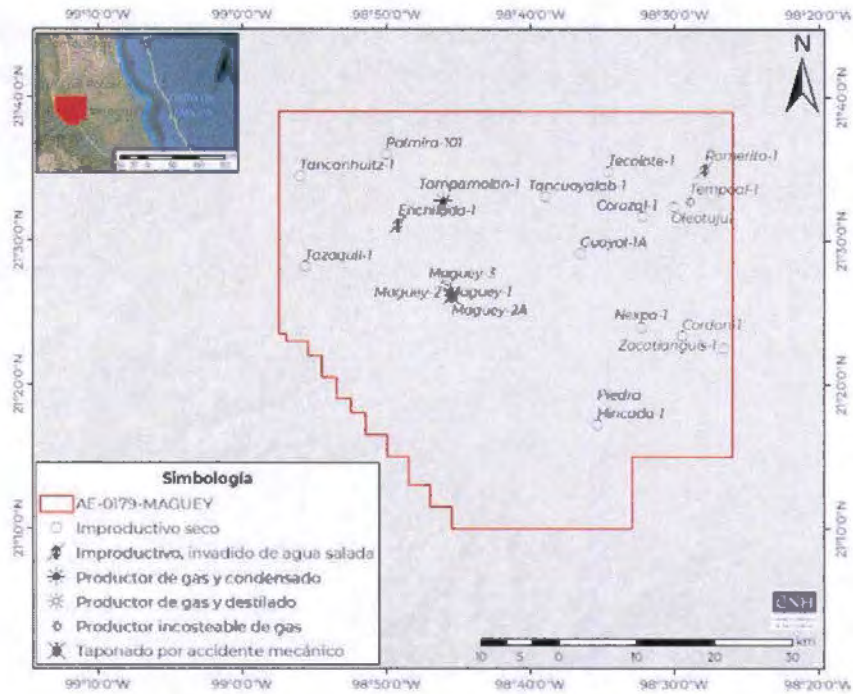 99°10'0"W 99°0'0"W 98°50'0"W 98°40'0"W 98°30'0"W 98°20'0"W
N
21°40'0"N 21°40'0"N
Palmira-101
Tancanhuitz-1
Tecolote-1
Pomerito-1
Tampamolon-1
Tancuayalab-1
Tempoal-1
Enchilada-1
Corozal-1
21°30'0"N 21°30'0"N
Guayal-1A
Tazaquil-1
Maguey-3
Maguey-2 Maguey-1
Maguey-2A
Nexpa-1
Cordon-1
Zacatianguis-1
21°20'0"N 21°20'0"N
Piedra
Hincada-1
Simbología
AE-0179-MAGUEY
Improductivo seco
Improductivo, invadido de agua salada
Productor de gas y condensado
Productor de gas y destilado
Productor incosteable de gas
Taponado por accidente mecánico
21°10'0"N 21°10'0"N
CNH
10 5 0 10 20 30 km
99°10'0"W 99°0'0"W 98°50'0"W 98°40'0"W 98°30'0"W 98°20'0"W